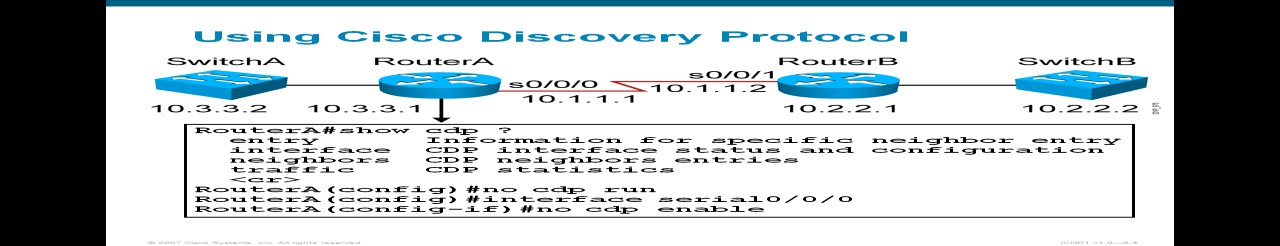 Using Cisco Discovery Protocol
SwitchA RouterA RouterB SwitchB
s0/0/0 s0/0/1
10.3.3.2 10.3.3.1 10.1.1.1 10.1.1.2 10.2.2.1 10.2.2.2
RouterA#show cdp ?
entry Information for specific neighbor entry
interface CDP interface status and configuration
neighbors CDP neighbors entries
traffic CDP statistics
<cr>
RouterA(config)#no cdp run
RouterA(config)#interface serial0/0/0
RouterA(config-if)#no cdp enable
© 2007 Cisco Systems, Inc. All rights reserved.